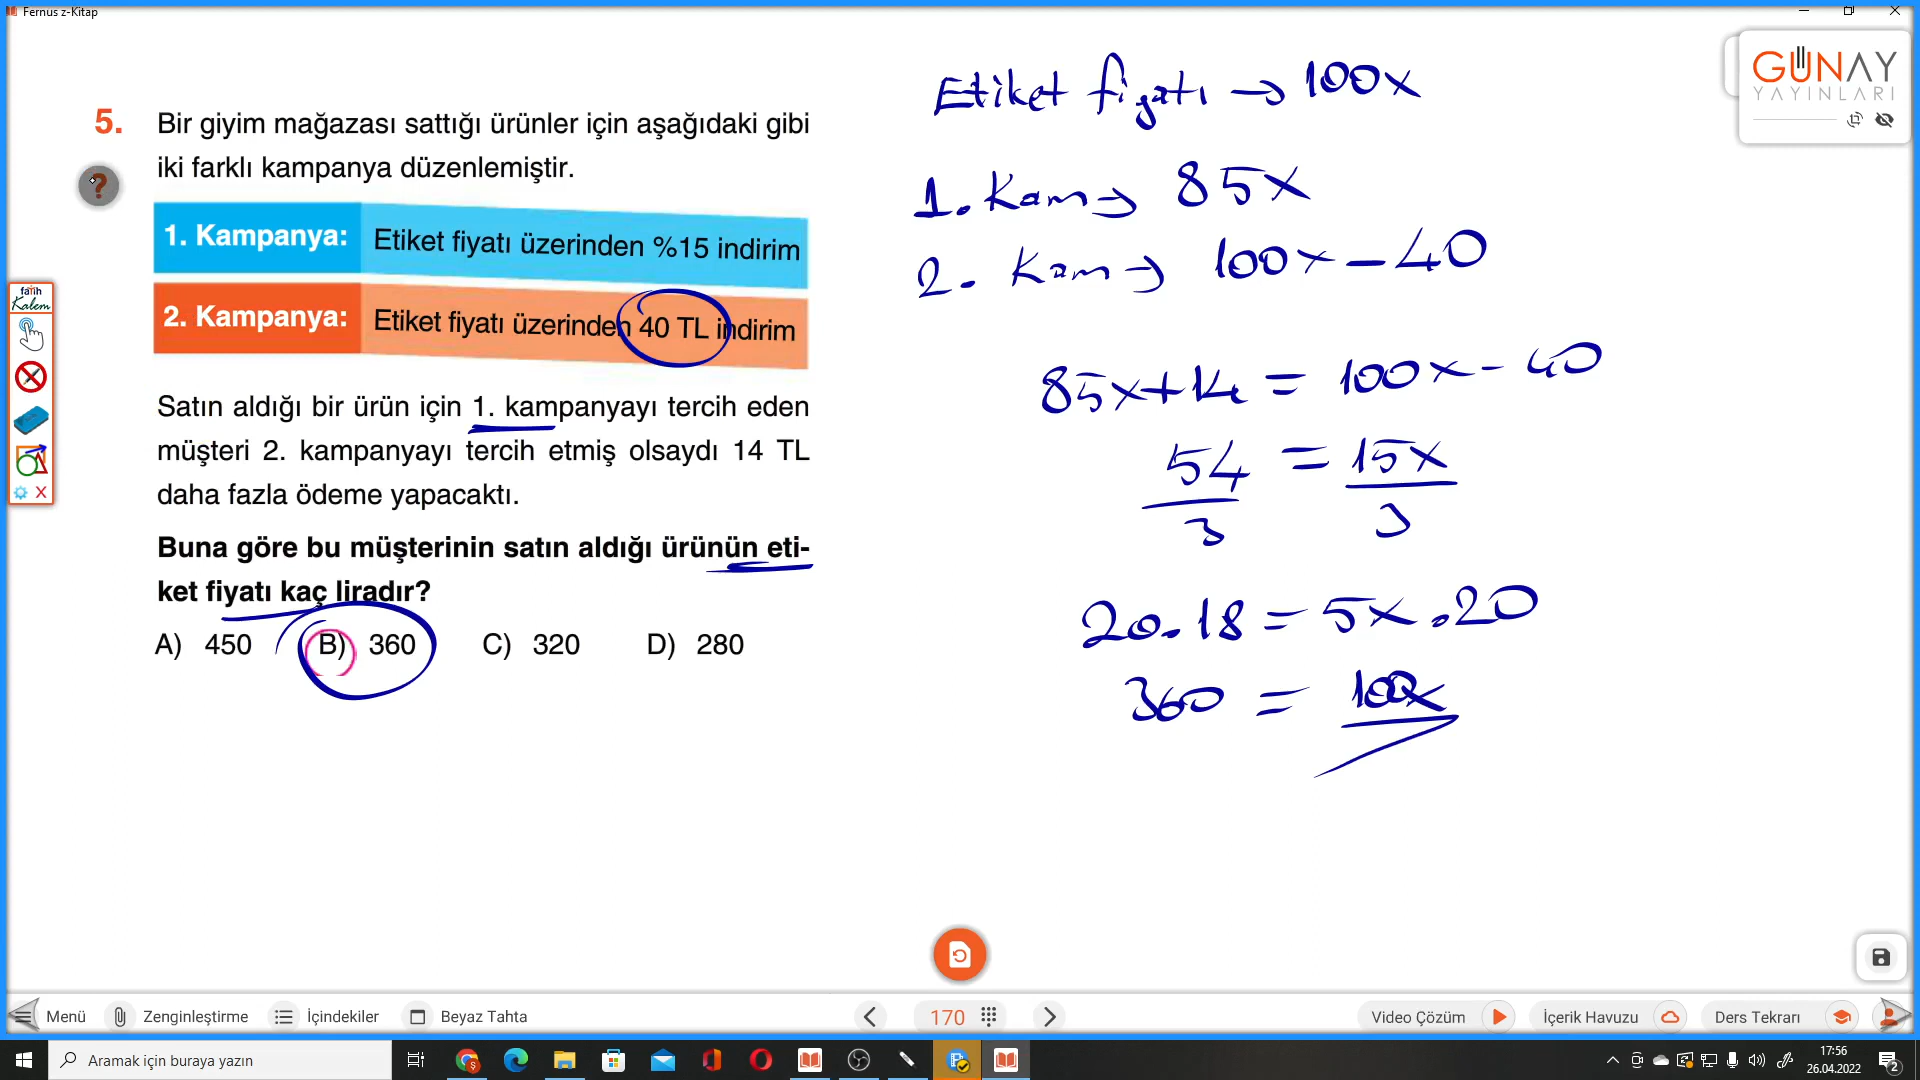 Fernus z-Kitap
GÜNAY
YAYINLARI
5. Bir giyim mağazası sattığı ürünler için aşağıdaki gibi
iki farklı kampanya düzenlemiştir.
1. Kampanya: Etiket fiyatı üzerinden %15 indirim
2. Kampanya: Etiket fiyatı üzerinden 40 TL indirim
Satın aldığı bir ürün için 1. kampanyayı tercih eden
müşteri 2. kampanyayı tercih etmiş olsaydı 14 TL
daha fazla ödeme yapacaktı.
Buna göre bu müşterinin satın aldığı ürünün eti-
ket fiyatı kaç liradır?
A) 450 B) 360 C) 320 D) 280
Etiket fiyatı → 100x
1. Kam → 85x
2. Kam → 100x - 40
85x+14 = 100x - 40
54 = 15x
3 3
20.18 = 5x.20
360 = 100x
fatih
Kalem
?
X
Menü Zenginleştirme İçindekiler Beyaz Tahta 170 Video Çözüm İçerik Havuzu Ders Tekrarı
Aramak için buraya yazın
17:56
26.04.2022
2